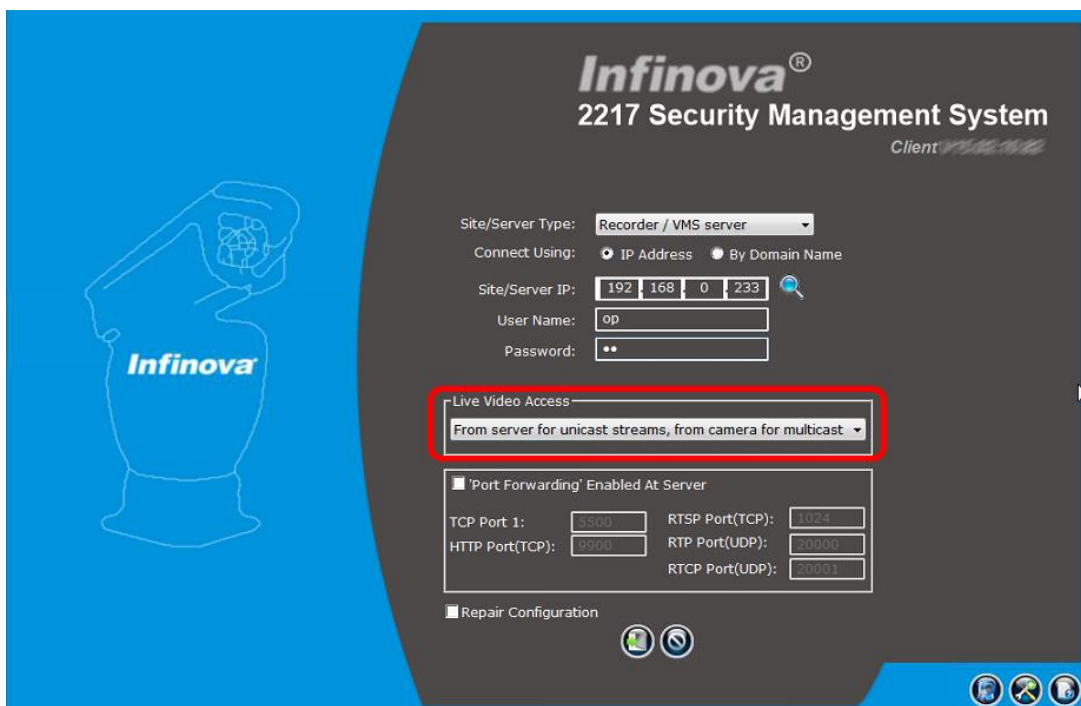 Infinova®
2217 Security Management System
Client
Site/Server Type: Recorder / VMS server
Connect Using: IP Address By Domain Name
Site/Server IP: 192 . 168 . 0 . 233
User Name: op
Password: ••
Infinova
Live Video Access
From server for unicast streams, from camera for multicast
'Port Forwarding' Enabled At Server
TCP Port 1: 5500 RTSP Port(TCP): 1024
HTTP Port(TCP): 9900 RTP Port(UDP): 20000
RTCP Port(UDP): 20001
Repair Configuration